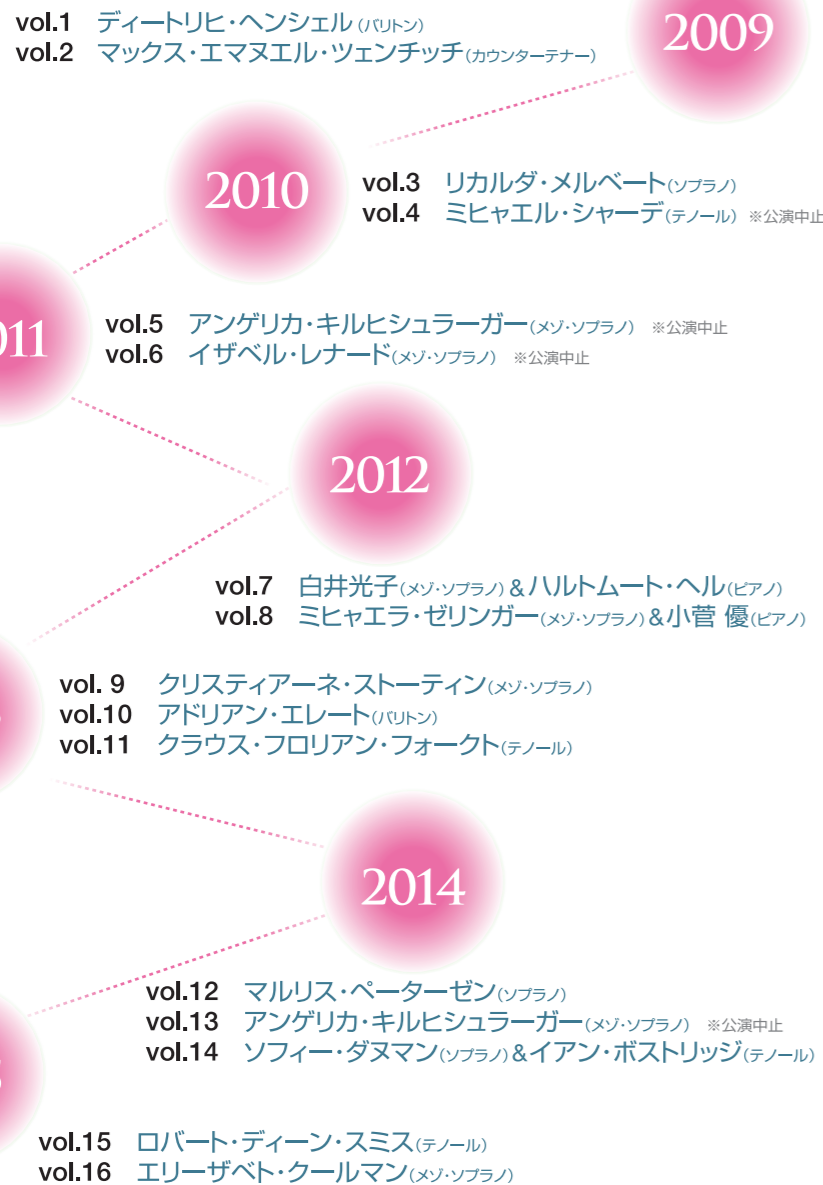 vol.1 ディートリヒ・ヘンシェル(バリトン)
vol.2 マックス・エマヌエル・ツェンチッチ(カウンターテナー)
2009
2010
vol.3 リカルダ・メルベート(ソプラノ)
vol.4 ミヒャエル・シャーデ(テノール) ※公演中止
011
vol.5 アンゲリカ・キルヒシュラーガー(メゾ・ソプラノ) ※公演中止
vol.6 イザベル・レナード(メゾ・ソプラノ) ※公演中止
2012
vol.7 白井光子(メゾ・ソプラノ)&ハルトムート・ヘル(ピアノ)
vol.8 ミヒャエラ・ゼリンガー(メゾ・ソプラノ)&小菅 優(ピアノ)
vol. 9 クリスティアーネ・ストーティン(メゾ・ソプラノ)
vol.10 アドリアン・エレート(バリトン)
vol.11 クラウス・フロリアン・フォークト(テノール)
2014
vol.12 マルリス・ペーターゼン(ソプラノ)
vol.13 アンゲリカ・キルヒシュラーガー(メゾ・ソプラノ) ※公演中止
vol.14 ソフィー・ダヌマン(ソプラノ)&イアン・ボストリッジ(テノール)
vol.15 ロバート・ディーン・スミス(テノール)
vol.16 エリーザベト・クールマン(メゾ・ソプラノ)